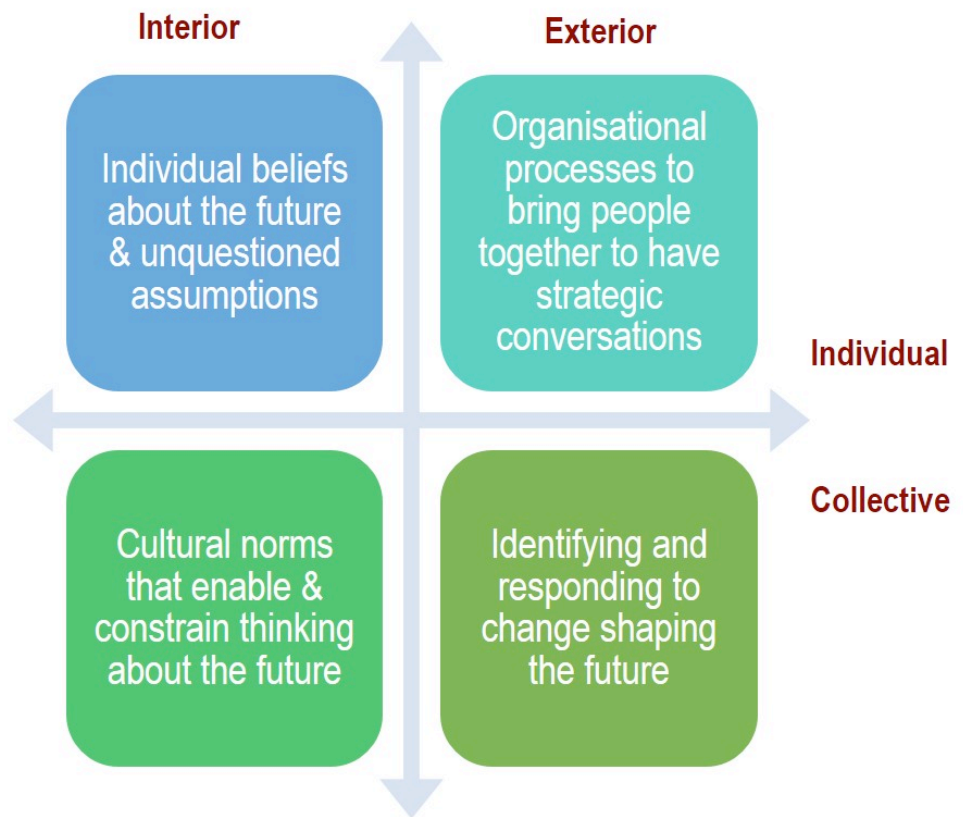 Interior
Exterior
Individual beliefs
about the future
& unquestioned
assumptions
Organisational
processes to
bring people
together to have
strategic
conversations
Individual
Collective
Cultural norms
that enable &
constrain thinking
about the future
Identifying and
responding to
change shaping
the future